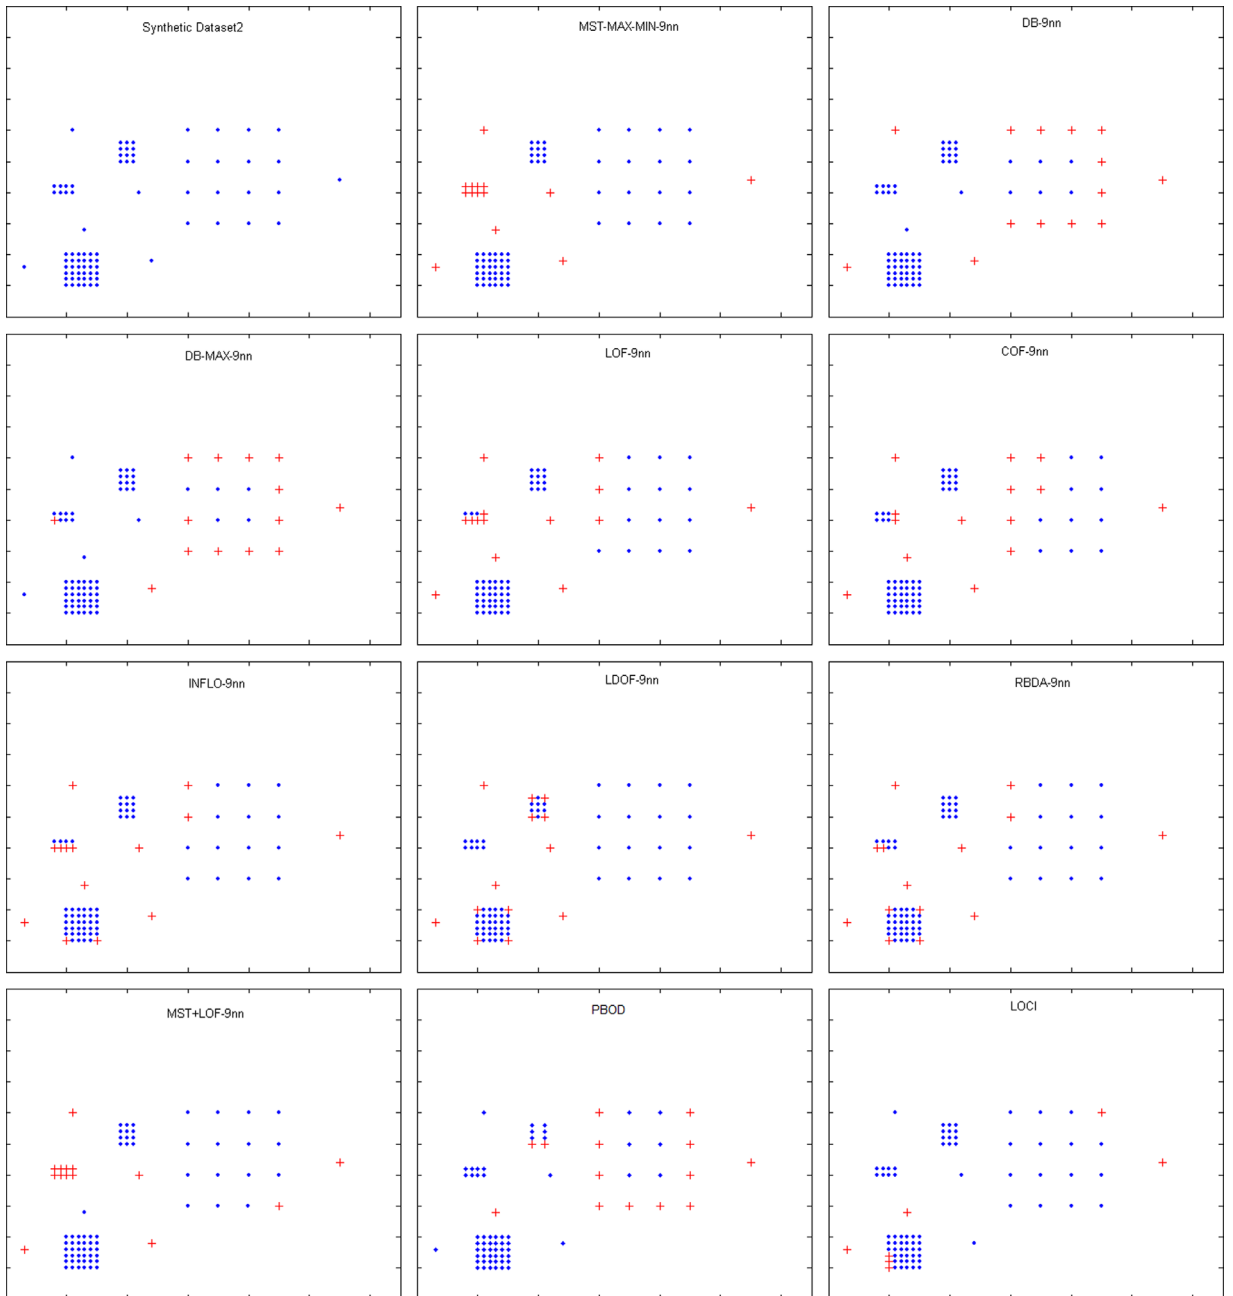 Synthetic Dataset2
MST-MAX-MIN-9nn
DB-9nn
DB-MAX-9nn
LOF-9nn
COF-9nn
INFLO-9nn
LDOF-9nn
RBDA-9nn
MST+LOF-9nn
PBOD
LOCI